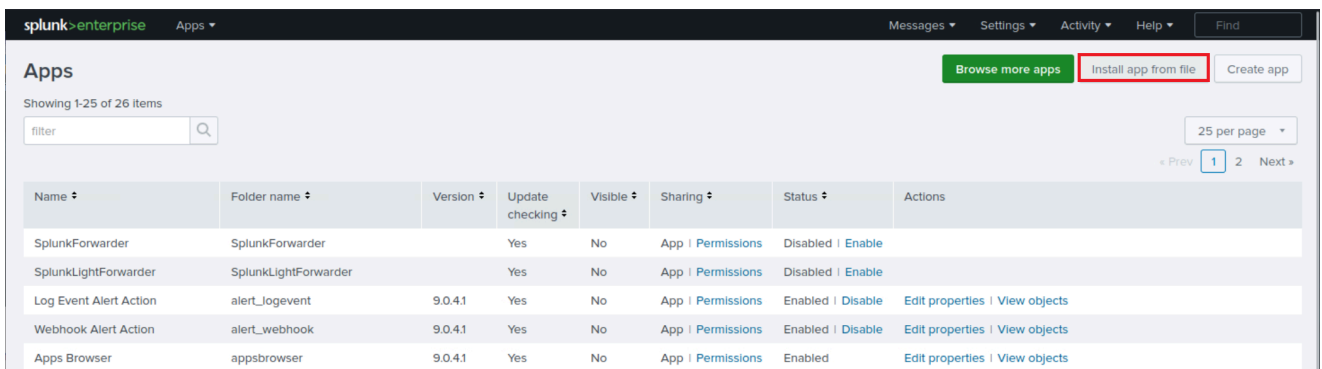 splunk>enterprise Apps ▾ Messages ▾ Settings ▾ Activity ▾ Help ▾ Find
Apps
Browse more apps Install app from file Create app
Showing 1-25 of 26 items
filter
25 per page ▾
« Prev 1 2 Next »
Name Folder name Version Update checking Visible Sharing Status Actions
SplunkForwarder SplunkForwarder Yes No App | Permissions Disabled | Enable
SplunkLightForwarder SplunkLightForwarder Yes No App | Permissions Disabled | Enable
Log Event Alert Action alert_logevent 9.0.4.1 Yes No App | Permissions Enabled | Disable Edit properties | View objects
Webhook Alert Action alert_webhook 9.0.4.1 Yes No App | Permissions Enabled | Disable Edit properties | View objects
Apps Browser appsbrowser 9.0.4.1 Yes No App | Permissions Enabled Edit properties | View objects